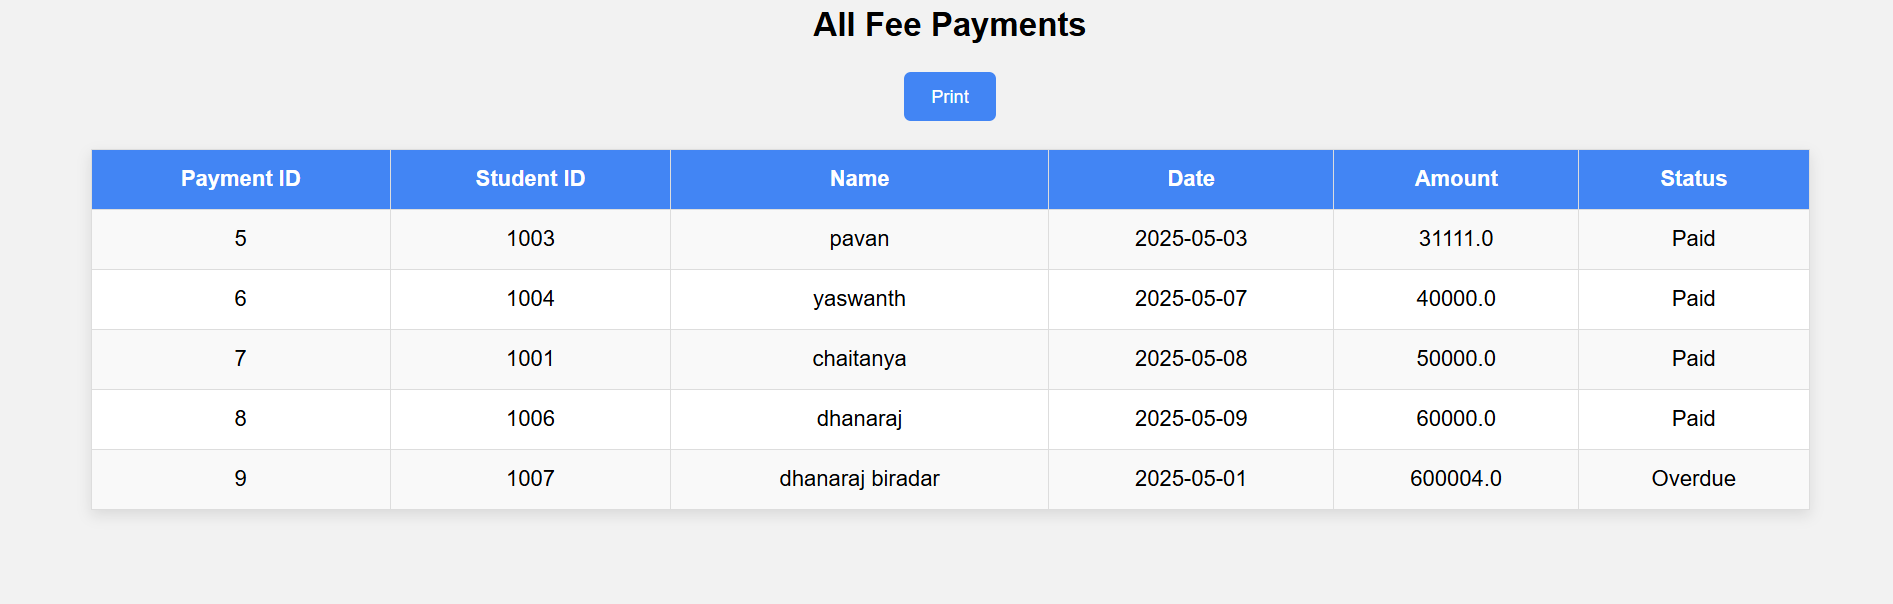 All Fee Payments
Print
Payment ID Student ID Name Date Amount Status
5 1003 pavan 2025-05-03 31111.0 Paid
6 1004 yaswanth 2025-05-07 40000.0 Paid
7 1001 chaitanya 2025-05-08 50000.0 Paid
8 1006 dhanaraj 2025-05-09 60000.0 Paid
9 1007 dhanaraj biradar 2025-05-01 600004.0 Overdue